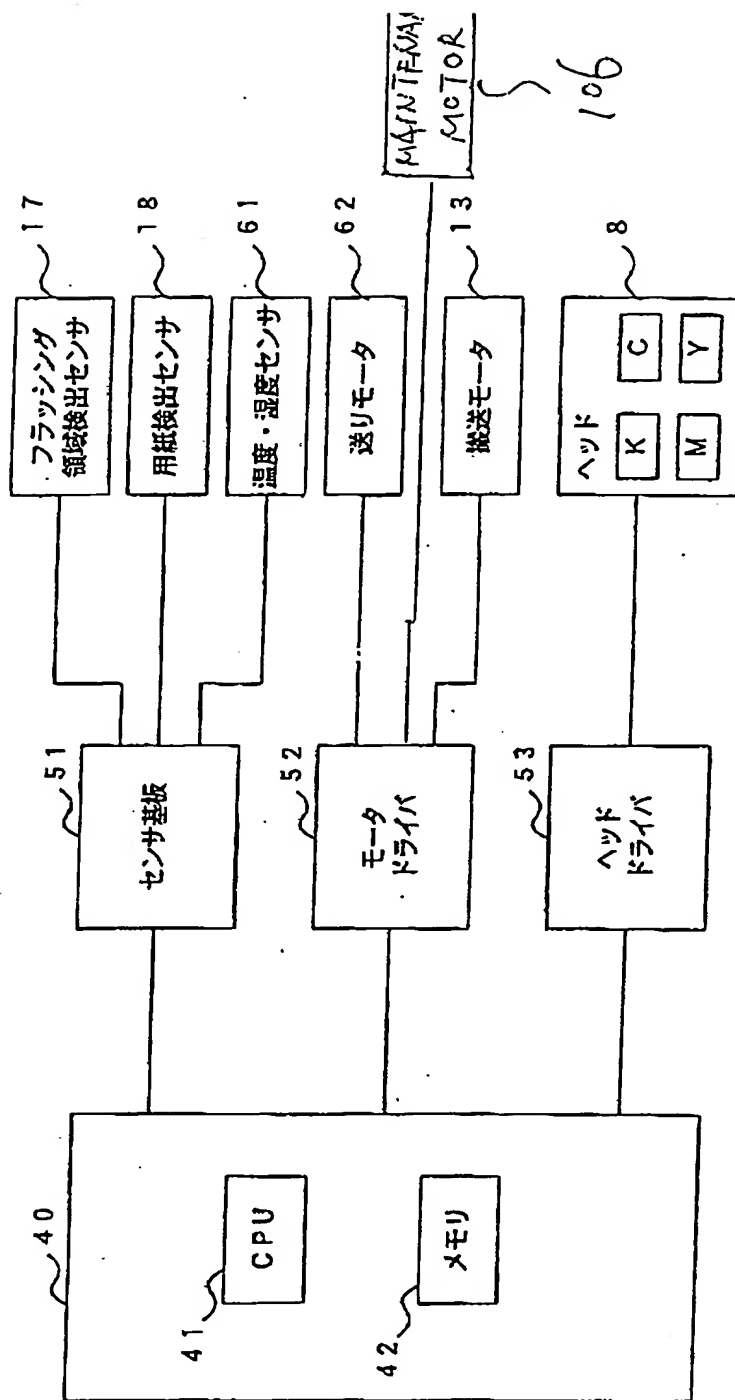 40
41
CPU
42
メモリ
51
センサ基板
52
モータ
ドライバ
53
ヘッド
ドライバ
17
フラッシング
領域検出センサ
18
用紙検出センサ
61
温度・湿度センサ
62
送りモータ
13
搬送モータ
8
ヘッド
K
C
M
Y
MAINTENA
MOTOR
106